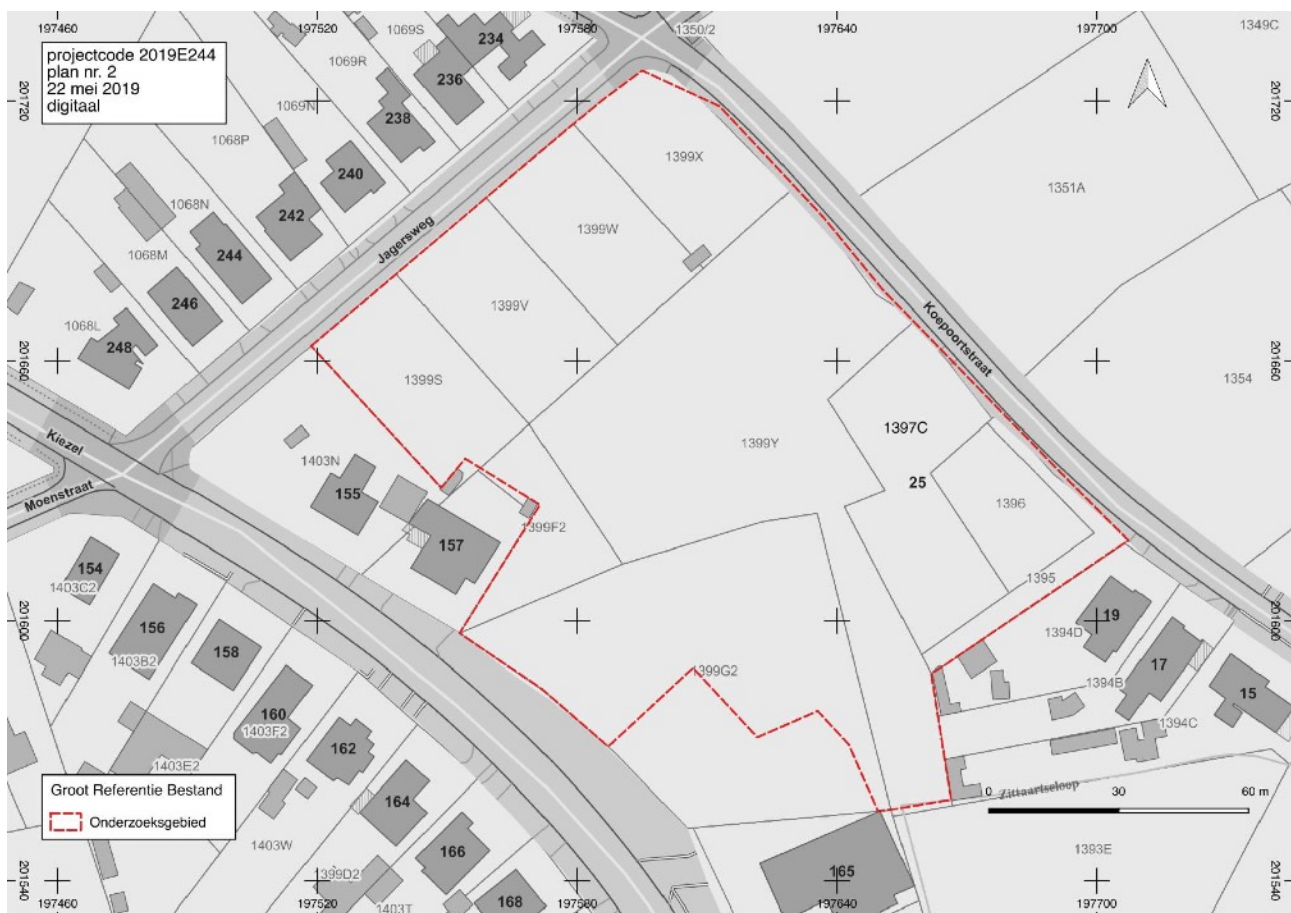 197460
197520
197580
197640
197700
projectcode 2019E244
plan nr. 2
22 mei 2019
digitaal
1069S
234
1350/2
1349C
1069R
236
201720
201720
1069N
238
1068P
240
1399X
1351A
1068N
242
1399W
Jagersweg
1068M
244
246
1399V
1068L
248
Koepoortstraat
201660
201660
1399S
1354
1397C
Kiezel
1403N
1399Y
25
Moenstraat
155
1396
1399F2
157
154
1403C2
1395
156
201600
201600
19
1394D
158
1403B2
17
1399G2
1394B
15
160
1403F2
1394C
162
1403E2
Groot Referentie Bestand
Onderzoeksgebied
164
Zittaartseloop
0
30
60 m
1403W
166
165
1393E
1399D2
168
1403T
201540
201540
197460
197520
197580
197640
197700